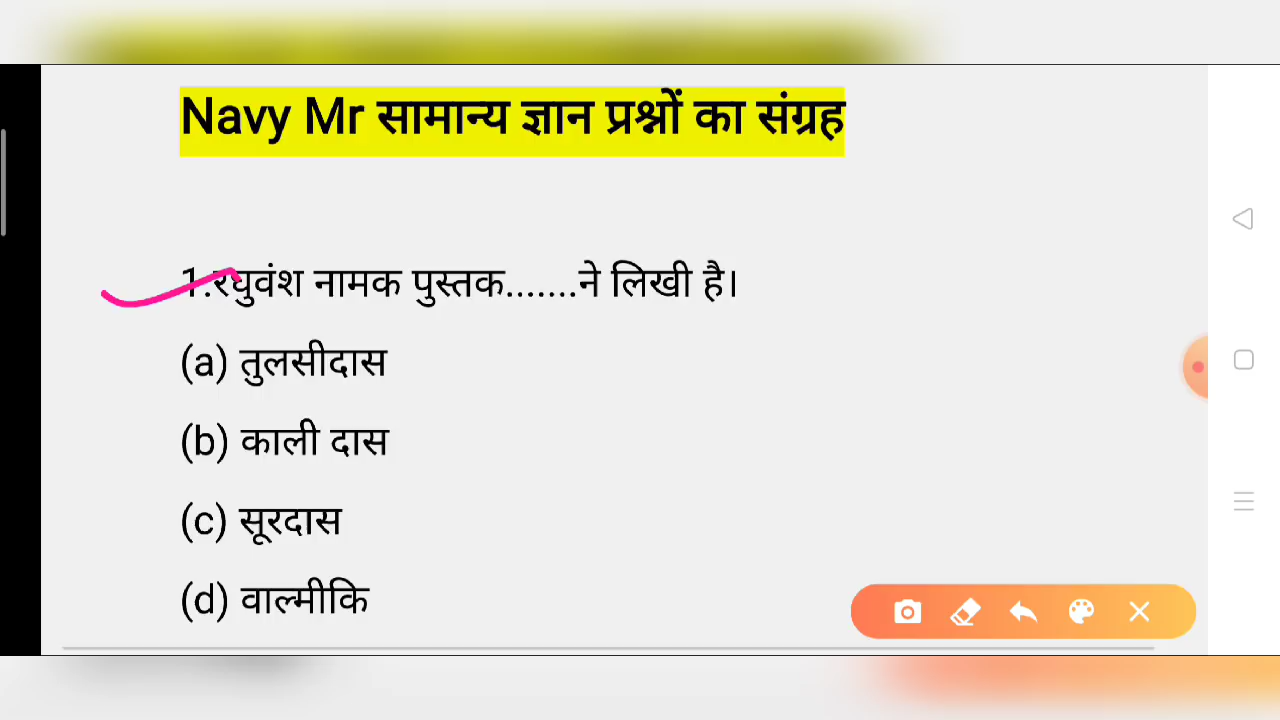 Navy Mr सामान्य ज्ञान प्रश्नों का संग्रह
1.रघुवंश नामक पुस्तक.......ने लिखी है।
(a) तुलसीदास
(b) काली दास
(c) सूरदास
(d) वाल्मीकि